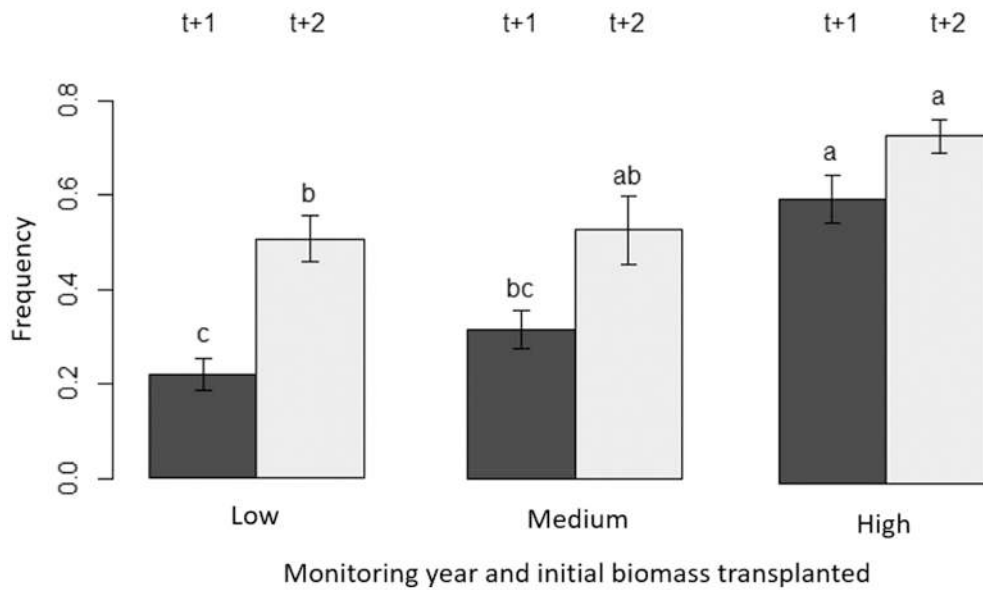 t+1 t+2 t+1 t+2 t+1 t+2
0.8
0.6
0.4
0.2
0.0
Frequency
c
b
bc
ab
a
a
Low
Medium
High
Monitoring year and initial biomass transplanted